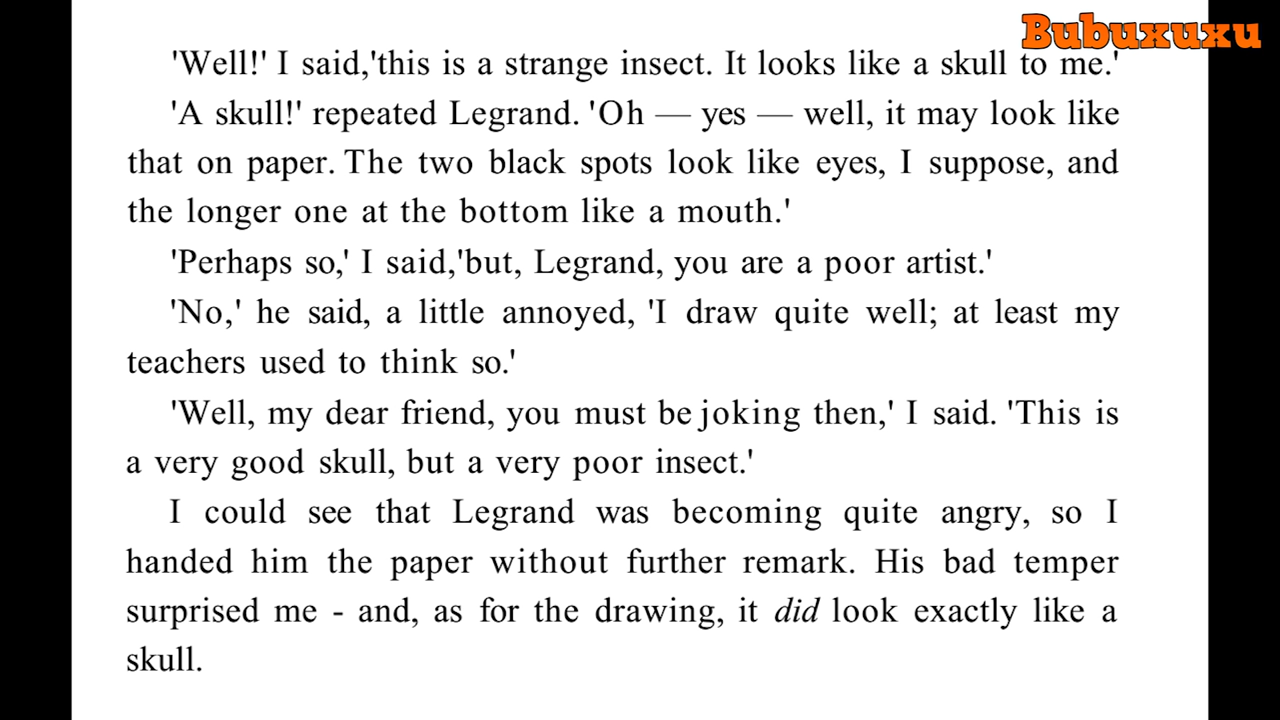 Bubuxuxu
'Well!' I said,'this is a strange insect. It looks like a skull to me.'
'A skull!' repeated Legrand. 'Oh — yes — well, it may look like
that on paper. The two black spots look like eyes, I suppose, and
the longer one at the bottom like a mouth.'
'Perhaps so,' I said,'but, Legrand, you are a poor artist.'
'No,' he said, a little annoyed, 'I draw quite well; at least my
teachers used to think so.'
'Well, my dear friend, you must be joking then,' I said. 'This is
a very good skull, but a very poor insect.'
I could see that Legrand was becoming quite angry, so I
handed him the paper without further remark. His bad temper
surprised me - and, as for the drawing, it did look exactly like a
skull.